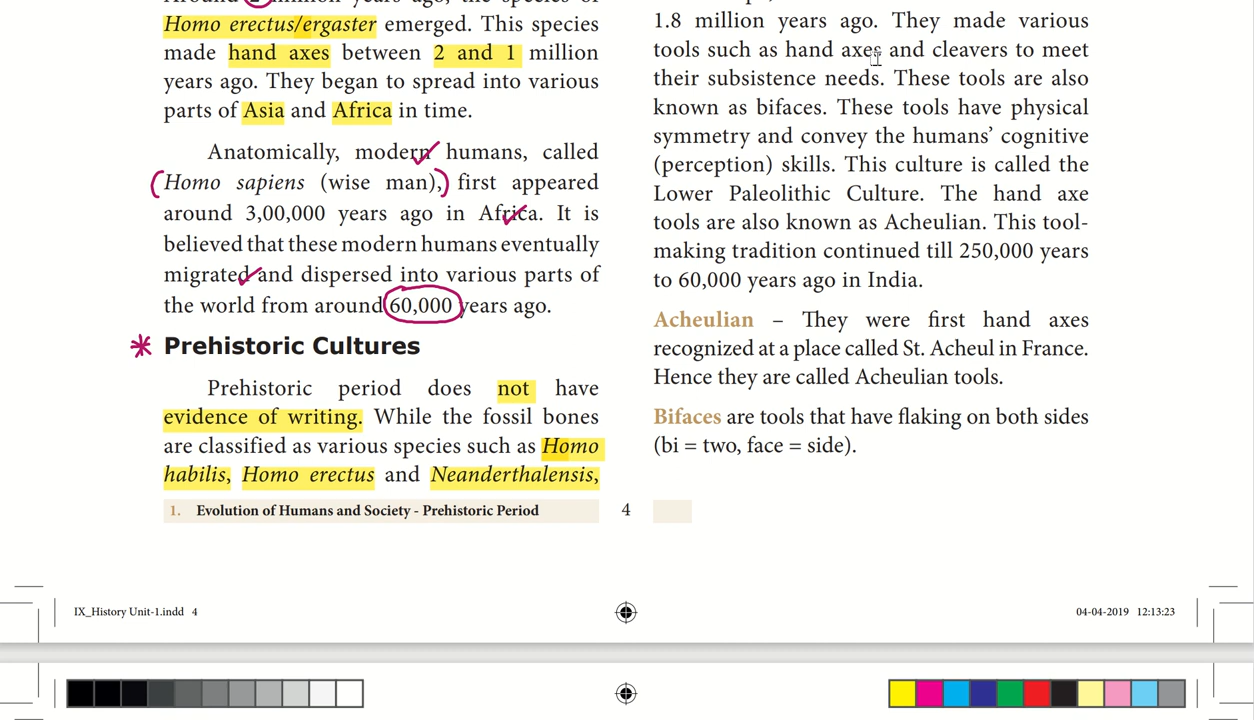 Homo erectus/ergaster emerged. This species
made hand axes between 2 and 1 million
years ago. They began to spread into various
parts of Asia and Africa in time.
Anatomically, modern humans, called
Homo sapiens (wise man), first appeared
around 3,00,000 years ago in Africa. It is
believed that these modern humans eventually
migrated and dispersed into various parts of
the world from around 60,000 years ago.
Prehistoric Cultures
Prehistoric period does not have
evidence of writing. While the fossil bones
are classified as various species such as Homo
habilis, Homo erectus and Neanderthalensis,
1. Evolution of Humans and Society - Prehistoric Period
4
1.8 million years ago. They made various
tools such as hand axes and cleavers to meet
their subsistence needs. These tools are also
known as bifaces. These tools have physical
symmetry and convey the humans’ cognitive
(perception) skills. This culture is called the
Lower Paleolithic Culture. The hand axe
tools are also known as Acheulian. This tool-
making tradition continued till 250,000 years
to 60,000 years ago in India.
Acheulian – They were first hand axes
recognized at a place called St. Acheul in France.
Hence they are called Acheulian tools.
Bifaces are tools that have flaking on both sides
(bi = two, face = side).
IX_History Unit-1.indd 4
04-04-2019 12:13:23